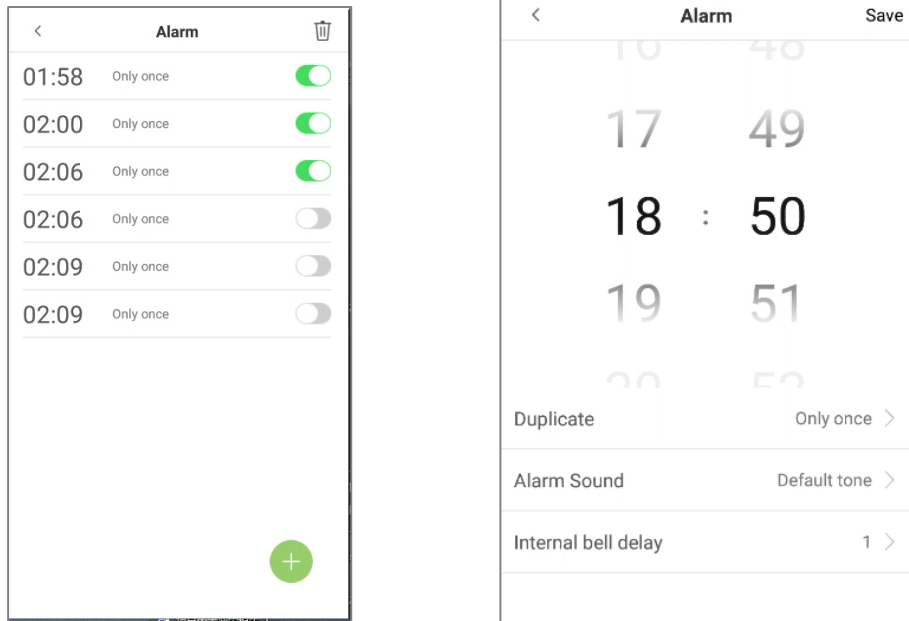 Alarm
01:58 Only once
02:00 Only once
02:06 Only once
02:06 Only once
02:09 Only once
02:09 Only once
Alarm Save
17 49
18 : 50
19 51
Duplicate Only once
Alarm Sound Default tone
Internal bell delay 1